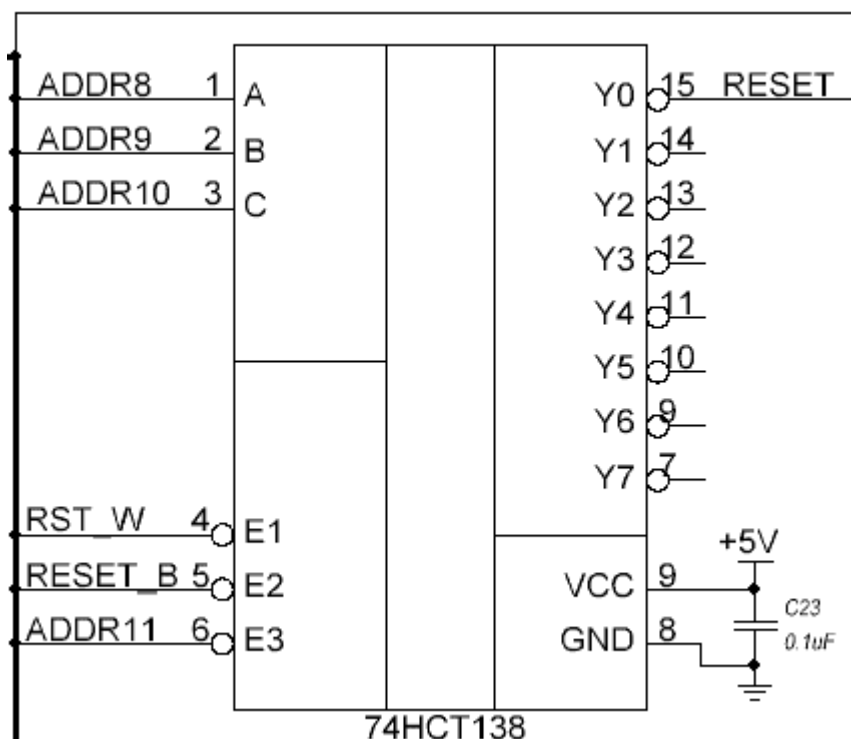 ADDR8 1 A Y0 15 RESET
ADDR9 2 B Y1 14
ADDR10 3 C Y2 13
Y3 12
Y4 11
Y5 10
Y6 9
Y7 7
RST_W 4 E1
+5V
RESET_B 5 E2 VCC 9
C23
ADDR11 6 E3 GND 8
0.1uF
74HCT138